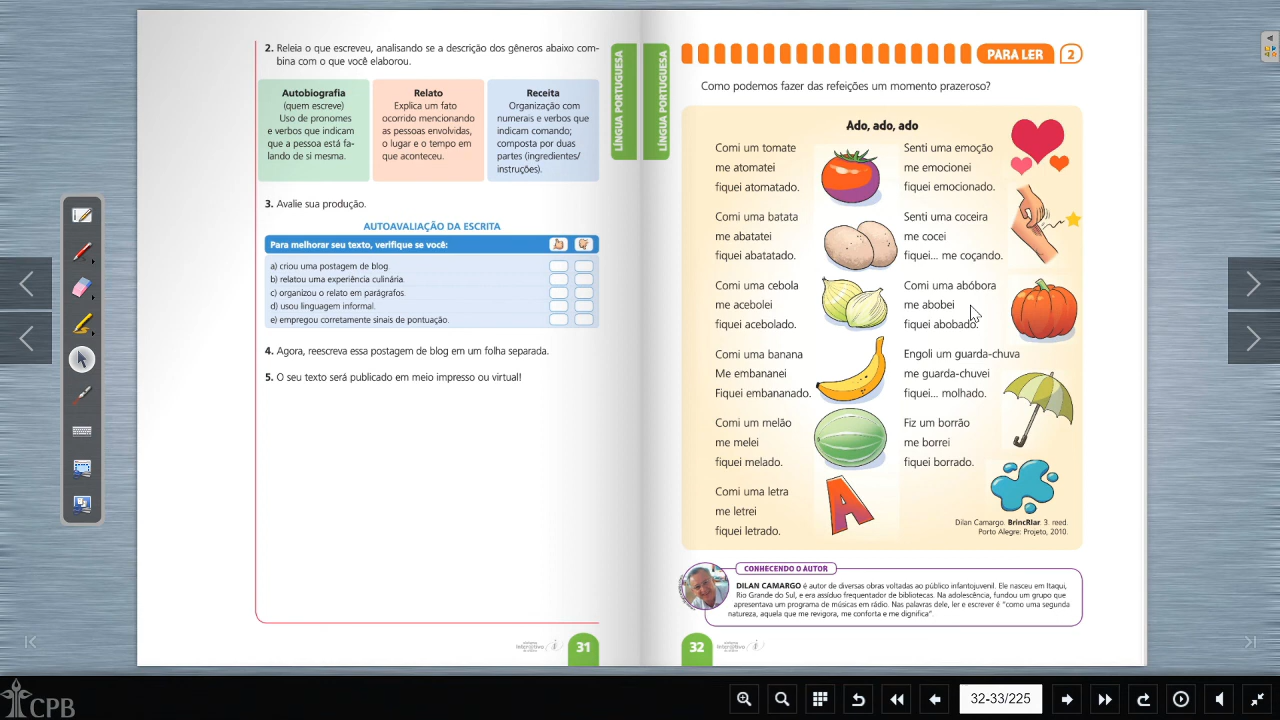 2. Releia o que escreveu, analisando se a descrição dos gêneros abaixo com-
bina com o que você elaborou.
Autobiografia
(quem escreve)
Uso de pronomes
e verbos que indicam
que a pessoa está fa-
lando de si mesma.
Relato
Explica um fato
ocorrido mencionando
as pessoas envolvidas,
o lugar e o tempo em
que aconteceu.
Receita
Organização com
numerais e verbos que
indicam comando;
composta por duas
partes (ingredientes/
instruções).
3. Avalie sua produção.
AUTOAVALIAÇÃO DA ESCRITA
Para melhorar seu texto, verifique se você:
a) criou uma postagem de blog.
b) relatou uma experiência culinária.
c) organizou o relato em parágrafos.
d) usou linguagem informal.
e) empregou corretamente sinais de pontuação.
4. Agora, reescreva essa postagem de blog em um folha separada.
5. O seu texto será publicado em meio impresso ou virtual!
31
LÍNGUA PORTUGUESA
LÍNGUA PORTUGUESA
PARA LER 2
Como podemos fazer das refeições um momento prazeroso?
Ado, ado, ado
Comi um tomate
me atomatei
fiquei atomatado.
Comi uma batata
me abatatei
fiquei abatatado.
Comi uma cebola
me acebolei
fiquei acebolado.
Comi uma banana
Me embananei
Fiquei embananado.
Comi um melão
me melei
fiquei melado.
Comi uma letra
me letrei
fiquei letrado.
A
Senti uma emoção
me emocionei
fiquei emocionado.
Senti uma coceira
me cocei
fiquei... me coçando.
Comi uma abóbora
me abobei
fiquei abobado.
Engoli um guarda-chuva
me guarda-chuvei
fiquei... molhado.
Fiz um borrão
me borrei
fiquei borrado.
Dilan Camargo. BrincRIar. 3. reed.
Porto Alegre: Projeto, 2010.
CONHECENDO O AUTOR
DILAN CAMARGO é autor de diversas obras voltadas ao público infantojuvenil. Ele nasceu em Itaqui,
Rio Grande do Sul, e era assíduo frequentador de bibliotecas. Na adolescência, fundou um grupo que
apresentava um programa de músicas em rádio. Nas palavras dele, ler e escrever é "como uma segunda
natureza, aquela que me revigora, me conforta e me dignifica".
32
CPB
32-33/225